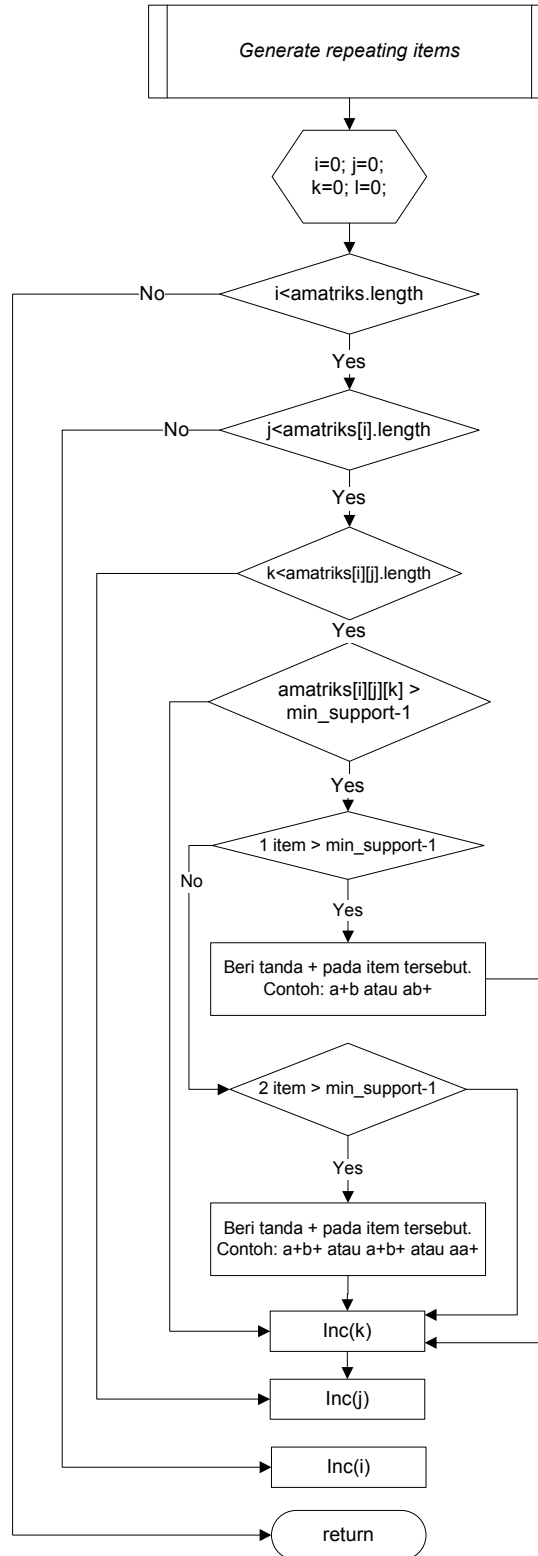 Generate repeating items
i=0; j=0;
k=0; l=0;
No
i<amatriks.length
Yes
No
j<amatriks[i].length
Yes
k<amatriks[i][j].length
Yes
amatriks[i][j][k] >
min_support-1
Yes
1 item > min_support-1
No
Yes
Beri tanda + pada item tersebut.
Contoh: a+b atau ab+
2 item > min_support-1
Yes
Beri tanda + pada item tersebut.
Contoh: a+b+ atau a+b+ atau aa+
Inc(k)
Inc(j)
Inc(i)
return